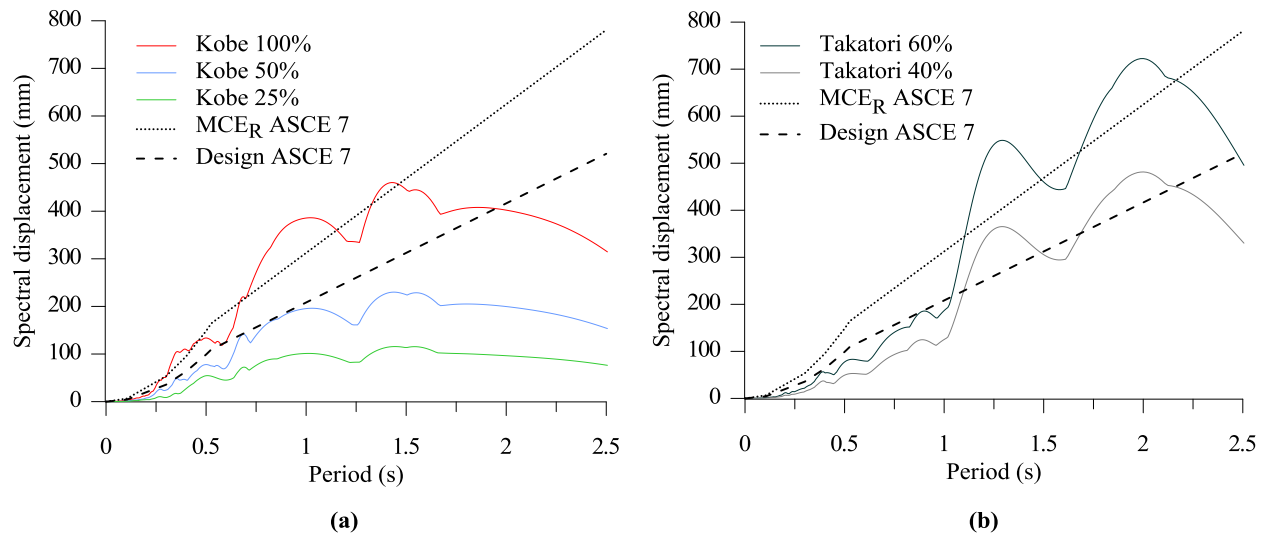 800
700
600
500
400
300
200
100
0
Spectral displacement (mm)
Kobe 100%
Kobe 50%
Kobe 25%
MCER ASCE 7
Design ASCE 7
0 0.5 1 1.5 2 2.5
Period (s)
(a)
800
700
600
500
400
300
200
100
0
Spectral displacement (mm)
Takatori 60%
Takatori 40%
MCER ASCE 7
Design ASCE 7
0 0.5 1 1.5 2 2.5
Period (s)
(b)